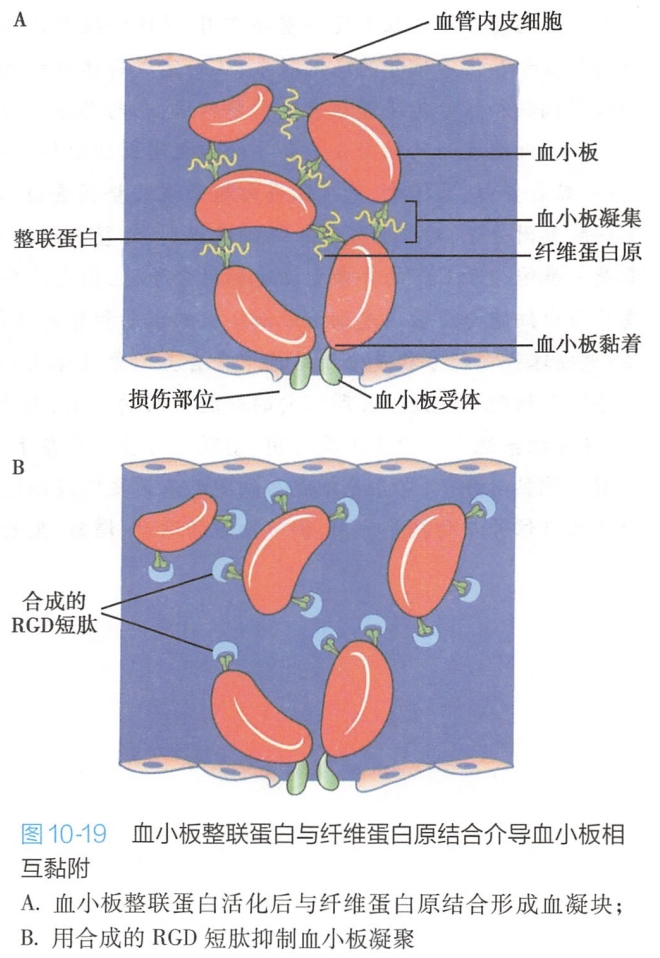 A
血管内皮细胞
血小板
血小板凝集
整联蛋白
纤维蛋白原
血小板黏着
损伤部位
血小板受体
B
合成的
RGD短肽
图10-19 血小板整联蛋白与纤维蛋白原结合介导血小板相
互黏附
A. 血小板整联蛋白活化后与纤维蛋白原结合形成血凝块；
B. 用合成的 RGD 短肽抑制血小板凝聚